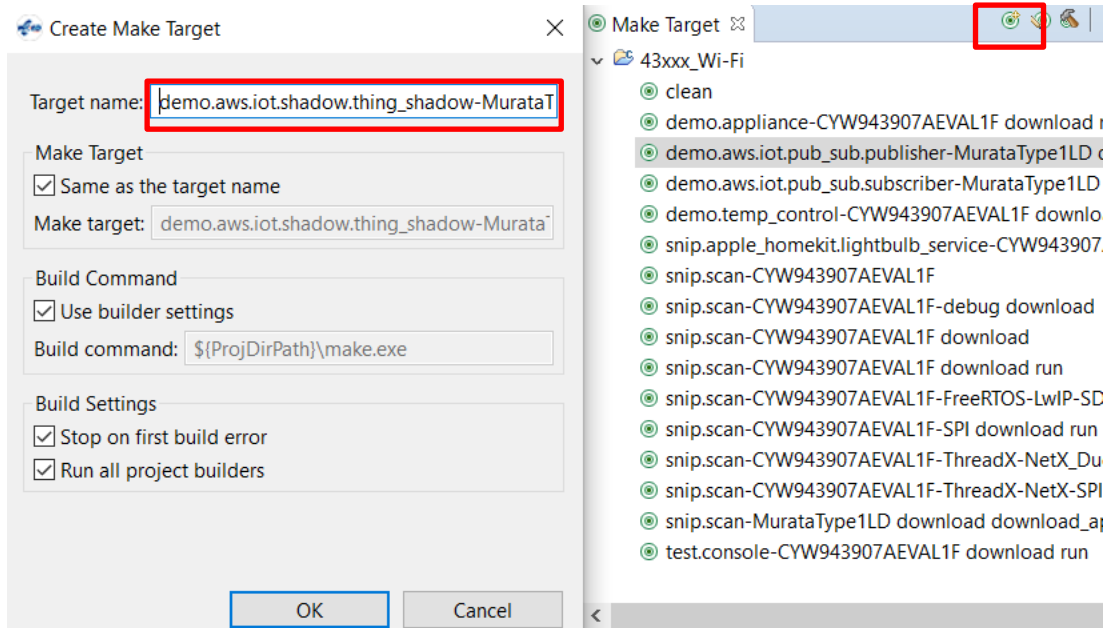 Create Make Target
Target name: demo.aws.iot.shadow.thing_shadow-MurataT
Make Target
Same as the target name
Make target: demo.aws.iot.shadow.thing_shadow-Murata
Build Command
Use builder settings
Build command: ${ProjDirPath}\make.exe
Build Settings
Stop on first build error
Run all project builders
OK
Cancel
Make Target
43xxx_Wi-Fi
clean
demo.appliance-CYW943907AEVAL1F download
demo.aws.iot.pub_sub.publisher-MurataType1LD
demo.aws.iot.pub_sub.subscriber-MurataType1LD
demo.temp_control-CYW943907AEVAL1F downlo
snip.apple_homekit.lightbulb_service-CYW943907
snip.scan-CYW943907AEVAL1F
snip.scan-CYW943907AEVAL1F-debug download
snip.scan-CYW943907AEVAL1F download
snip.scan-CYW943907AEVAL1F download run
snip.scan-CYW943907AEVAL1F-FreeRTOS-LwIP-SD
snip.scan-CYW943907AEVAL1F-SPI download run
snip.scan-CYW943907AEVAL1F-ThreadX-NetX_Du
snip.scan-CYW943907AEVAL1F-ThreadX-NetX-SPI
snip.scan-MurataType1LD download download_a
test.console-CYW943907AEVAL1F download run